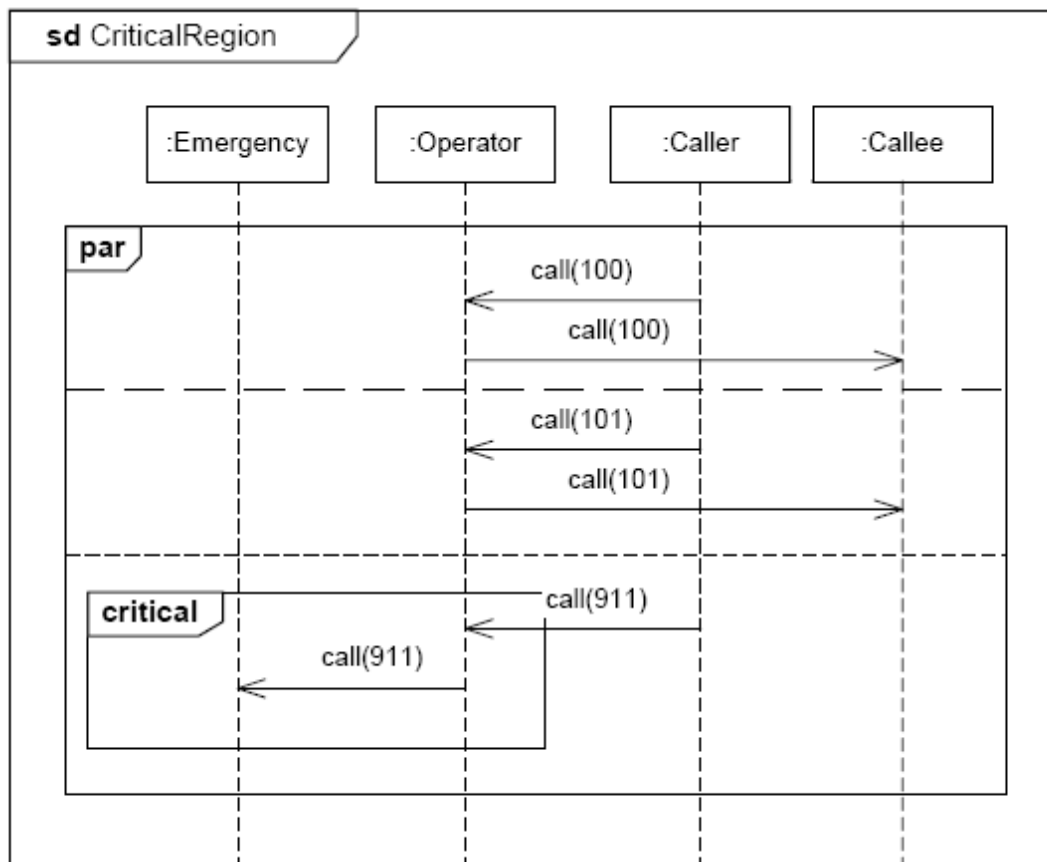 sd CriticalRegion
:Emergency :Operator :Caller :Callee
par
call(100)
call(100)
call(101)
call(101)
critical
call(911)
call(911)